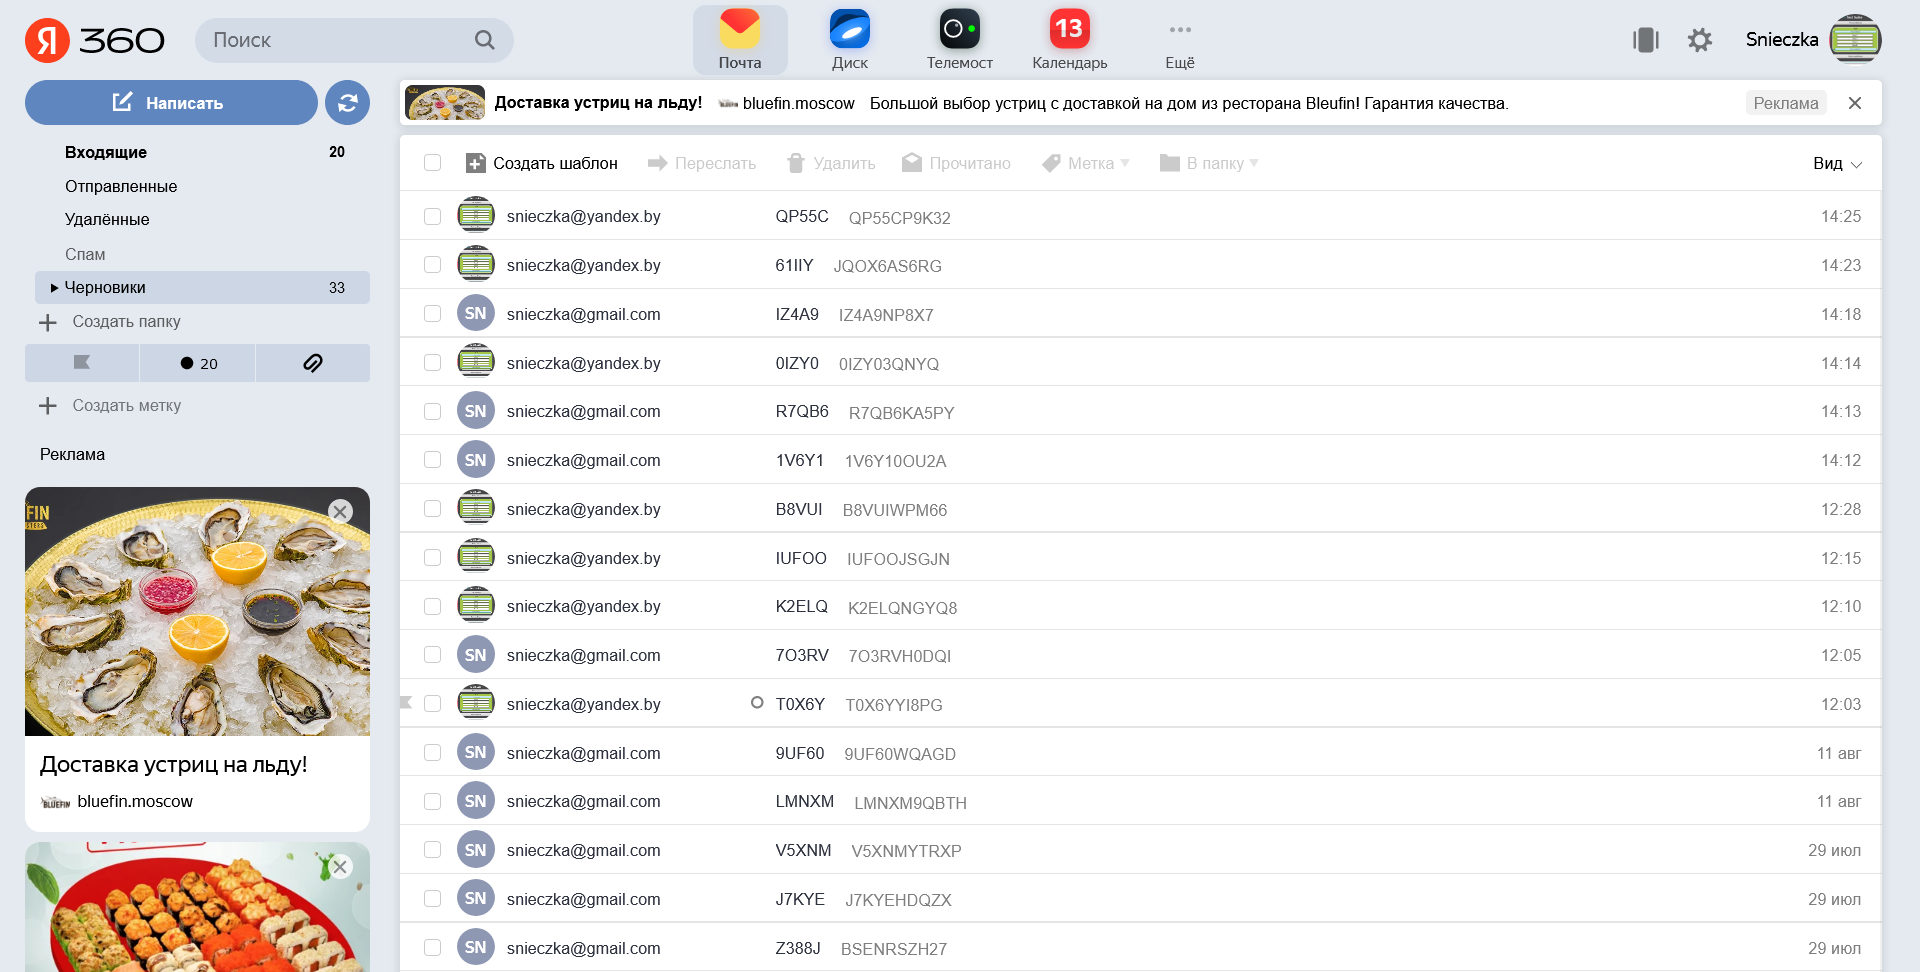 Я 360
Поиск
Почта
Диск
13
Телемост
Календарь
Ещё
Snieczka
Написать
Входящие 20
Отправленные
Удалённые
Спам
Черновики 33
Создать папку
20
Создать метку
Реклама
Доставка устриц на льду!
BLUEFIN
bluefin.moscow
Доставка устриц на льду! bluefin.moscow Большой выбор устриц с доставкой на дом из ресторана Bleufin! Гарантия качества. Реклама
Создать шаблон Переслать Удалить Прочитано Метка В папку Вид
snieczka@yandex.by QP55C QP55CP9K32 14:25
snieczka@yandex.by 61IIY JQOX6AS6RG 14:23
SN snieczka@gmail.com IZ4A9 IZ4A9NP8X7 14:18
snieczka@yandex.by 0IZY0 0IZY03QNYQ 14:14
SN snieczka@gmail.com R7QB6 R7QB6KA5PY 14:13
SN snieczka@gmail.com 1V6Y1 1V6Y10OU2A 14:12
snieczka@yandex.by B8VUI B8VUIWPM66 12:28
snieczka@yandex.by IUFOO IUFOOJSGJN 12:15
snieczka@yandex.by K2ELQ K2ELQNGYQ8 12:10
SN snieczka@gmail.com 7O3RV 7O3RVH0DQI 12:05
snieczka@yandex.by T0X6Y T0X6YYI8PG 12:03
SN snieczka@gmail.com 9UF60 9UF60WQAGD 11 авг
SN snieczka@gmail.com LMNXM LMNXM9QBTH 11 авг
SN snieczka@gmail.com V5XNM V5XNMYTRXP 29 июл
SN snieczka@gmail.com J7KYE J7KYEHDQZX 29 июл
SN snieczka@gmail.com Z388J BSENRSZH27 29 июл